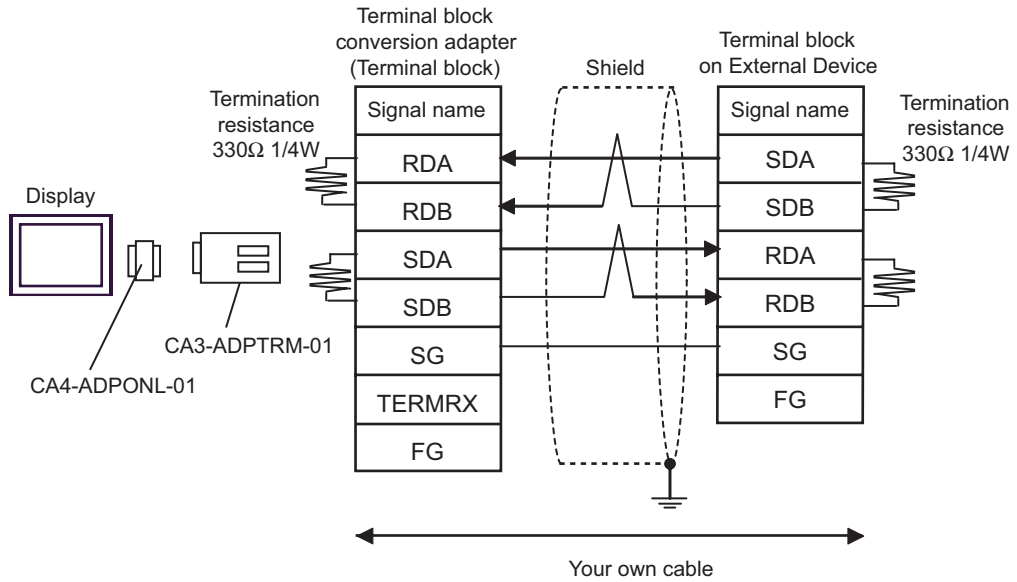 Terminal block
conversion adapter
(Terminal block)
Shield
Terminal block
on External Device
Termination
resistance
330Ω 1/4W
Signal name
RDA
RDB
SDA
SDB
SG
TERMRX
FG
Signal name
SDA
SDB
RDA
RDB
SG
FG
Termination
resistance
330Ω 1/4W
Display
CA3-ADPTRM-01
CA4-ADPONL-01
Your own cable